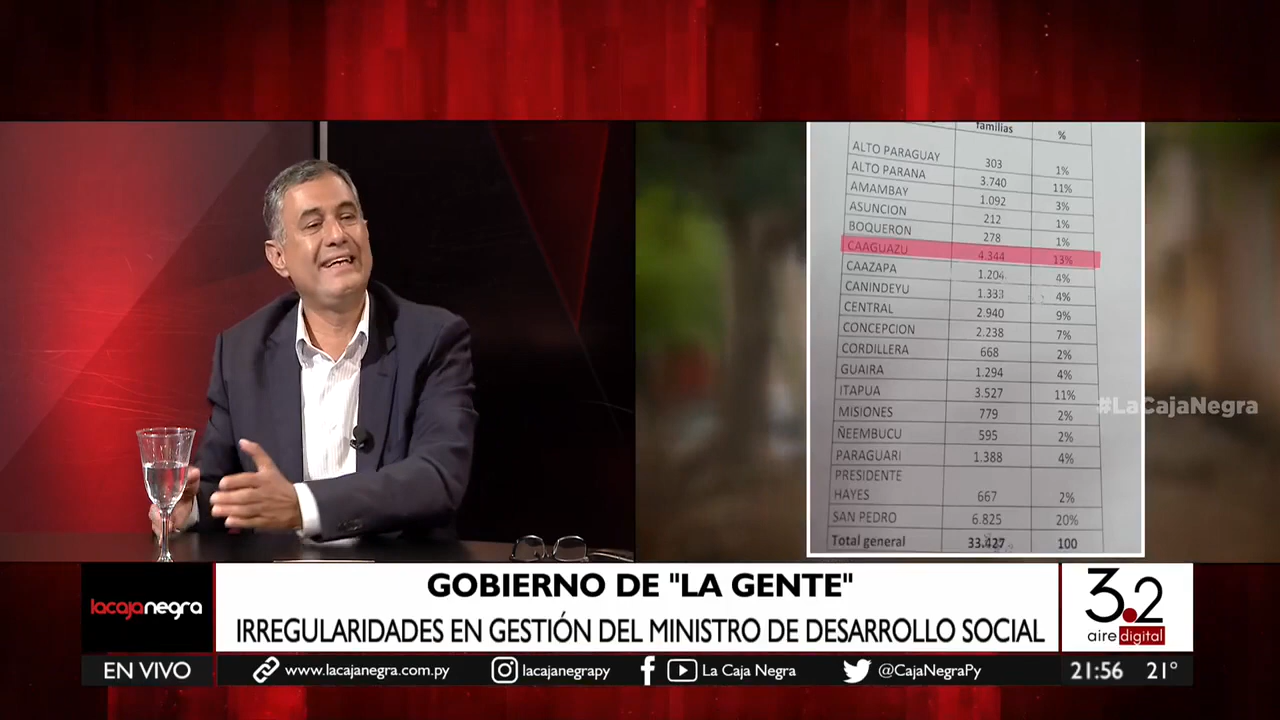 familias %
ALTO PARAGUAY 303 1%
ALTO PARANA 3.740 11%
AMAMBAY 1.092 3%
ASUNCION 212 1%
BOQUERON 278 1%
CAAGUAZU 4.344 13%
CAAZAPA 1.204 4%
CANINDEYU 1.333 4%
CENTRAL 2.940 9%
CONCEPCION 2.238 7%
CORDILLERA 668 2%
GUAIRA 1.294 4%
ITAPUA 3.527 11%
MISIONES 779 2%
ÑEEMBUCU 595 2%
PARAGUARI 1.388 4%
PRESIDENTE
HAYES 667 2%
SAN PEDRO 6.825 20%
Total general 33.427 100
#LaCajaNegra
lacajanegra
GOBIERNO DE "LA GENTE"
IRREGULARIDADES EN GESTIÓN DEL MINISTRO DE DESARROLLO SOCIAL
3.2
aire digital
EN VIVO
www.lacajanegra.com.py
lacajanegrapy
La Caja Negra
@CajaNegraPy
21:56 21°